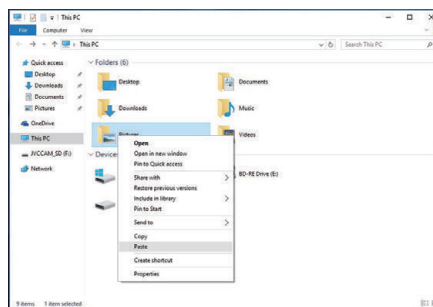 This PC
File Computer View
This PC
Search This PC
Quick access
Desktop
Downloads
Documents
Pictures
OneDrive
This PC
JVCCAM_SD (F:)
Network
Folders (6)
Desktop
Documents
Downloads
Music
Pictures
Videos
Devices
BD-RE Drive (E:)
Open
Open in new window
Pin to Quick access
Share with
Restore previous versions
Include in library
Pin to Start
Send to
Copy
Paste
Create shortcut
Properties
9 items 1 item selected